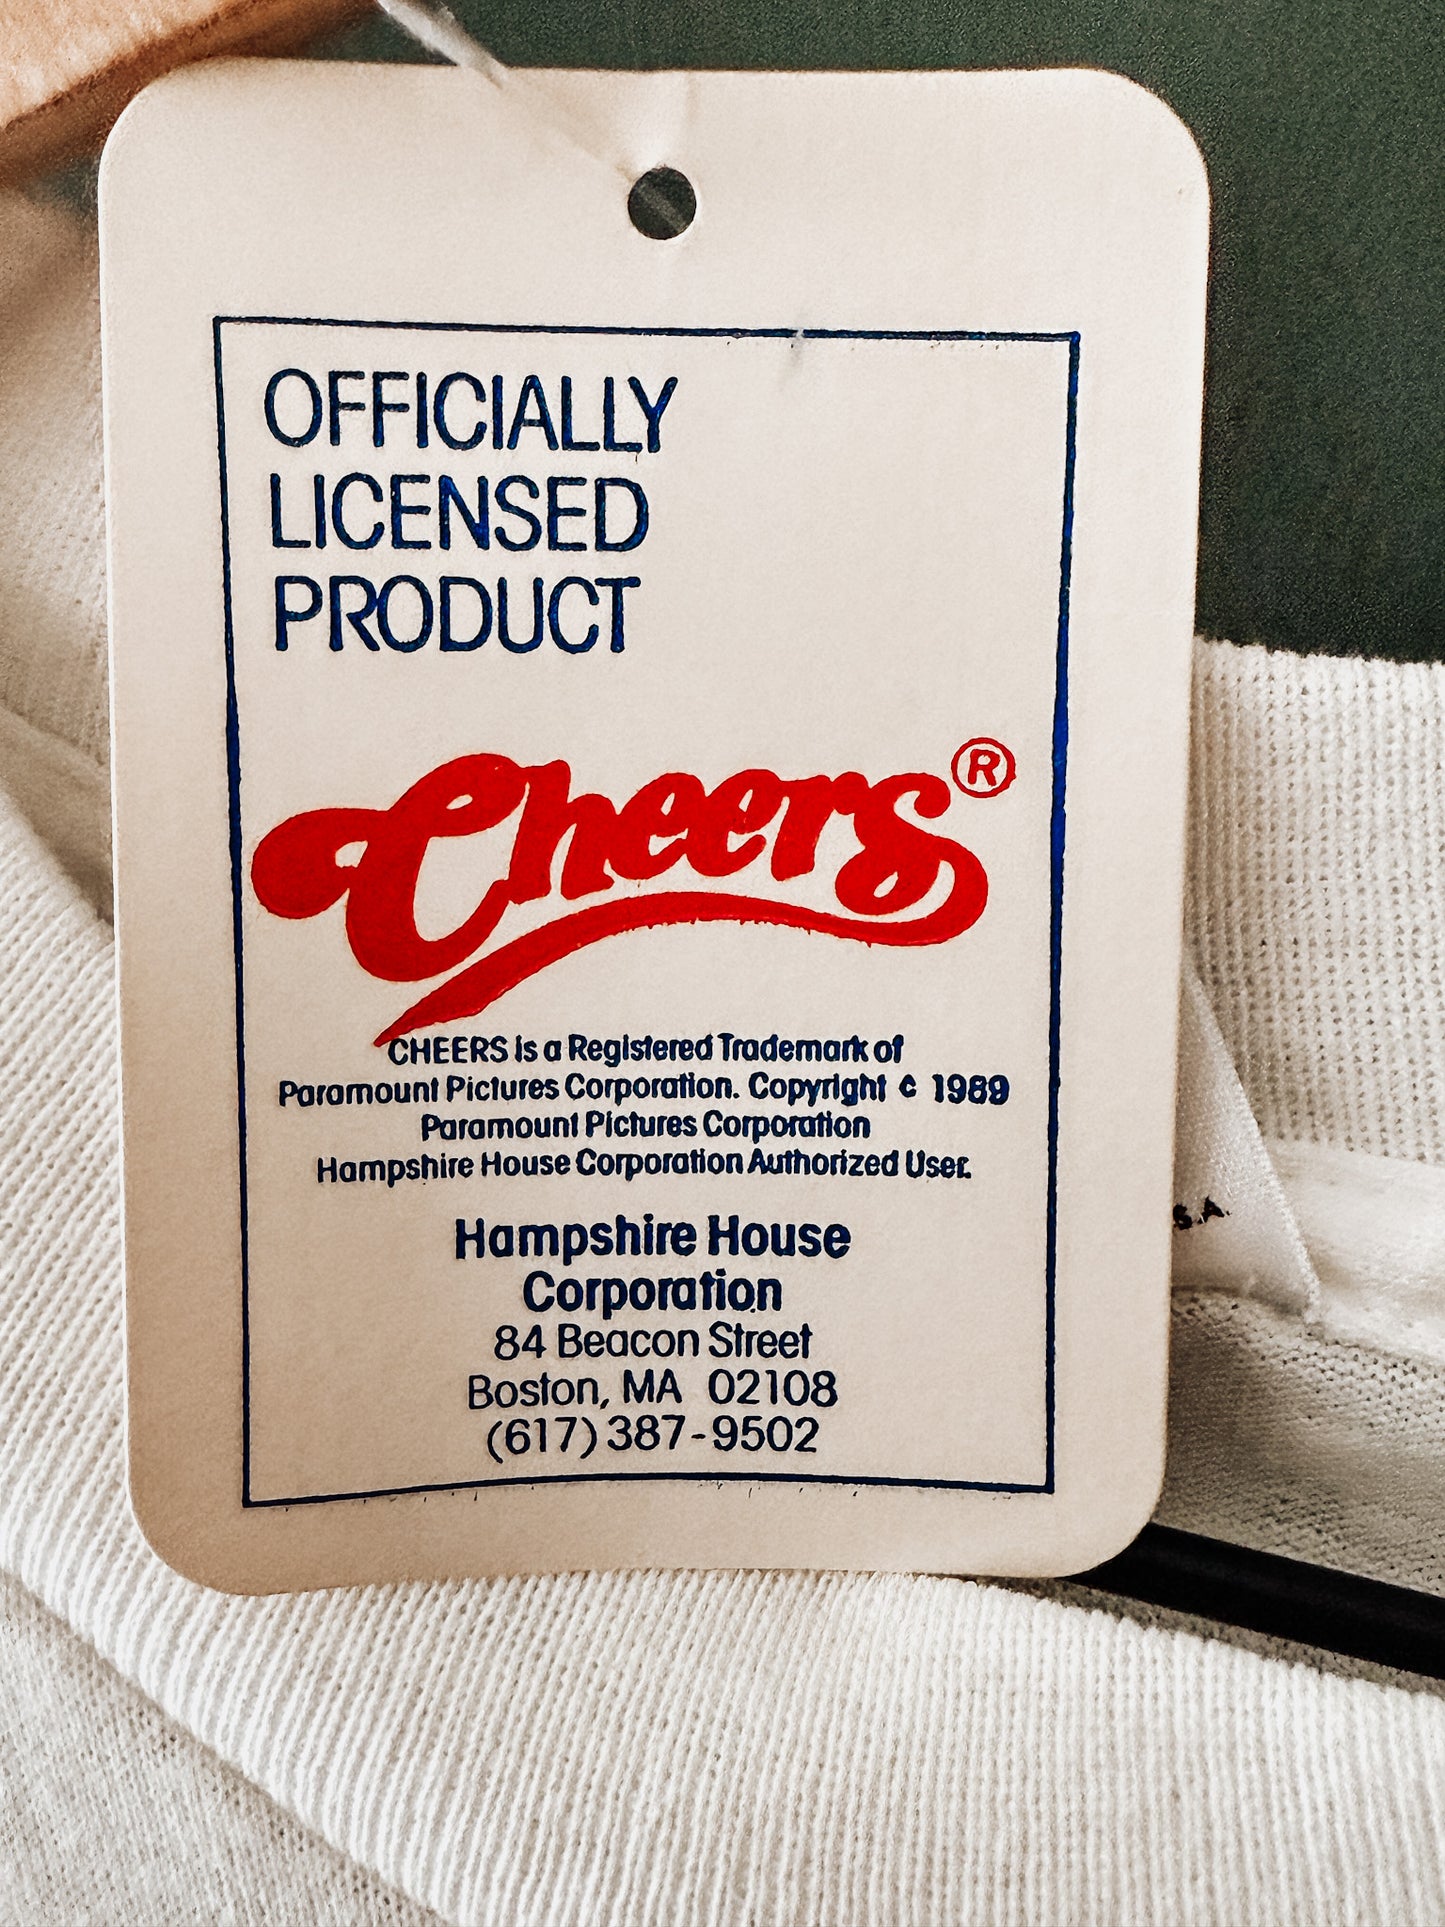 OFFICIALLY
LICENSED
PRODUCT
Cheers®
CHEERS is a Registered Trademark of
Paramount Pictures Corporation. Copyright © 1989
Paramount Pictures Corporation
Hampshire House Corporation Authorized User.
Hampshire House
Corporation
84 Beacon Street
Boston, MA 02108
(617) 387-9502
S.A.